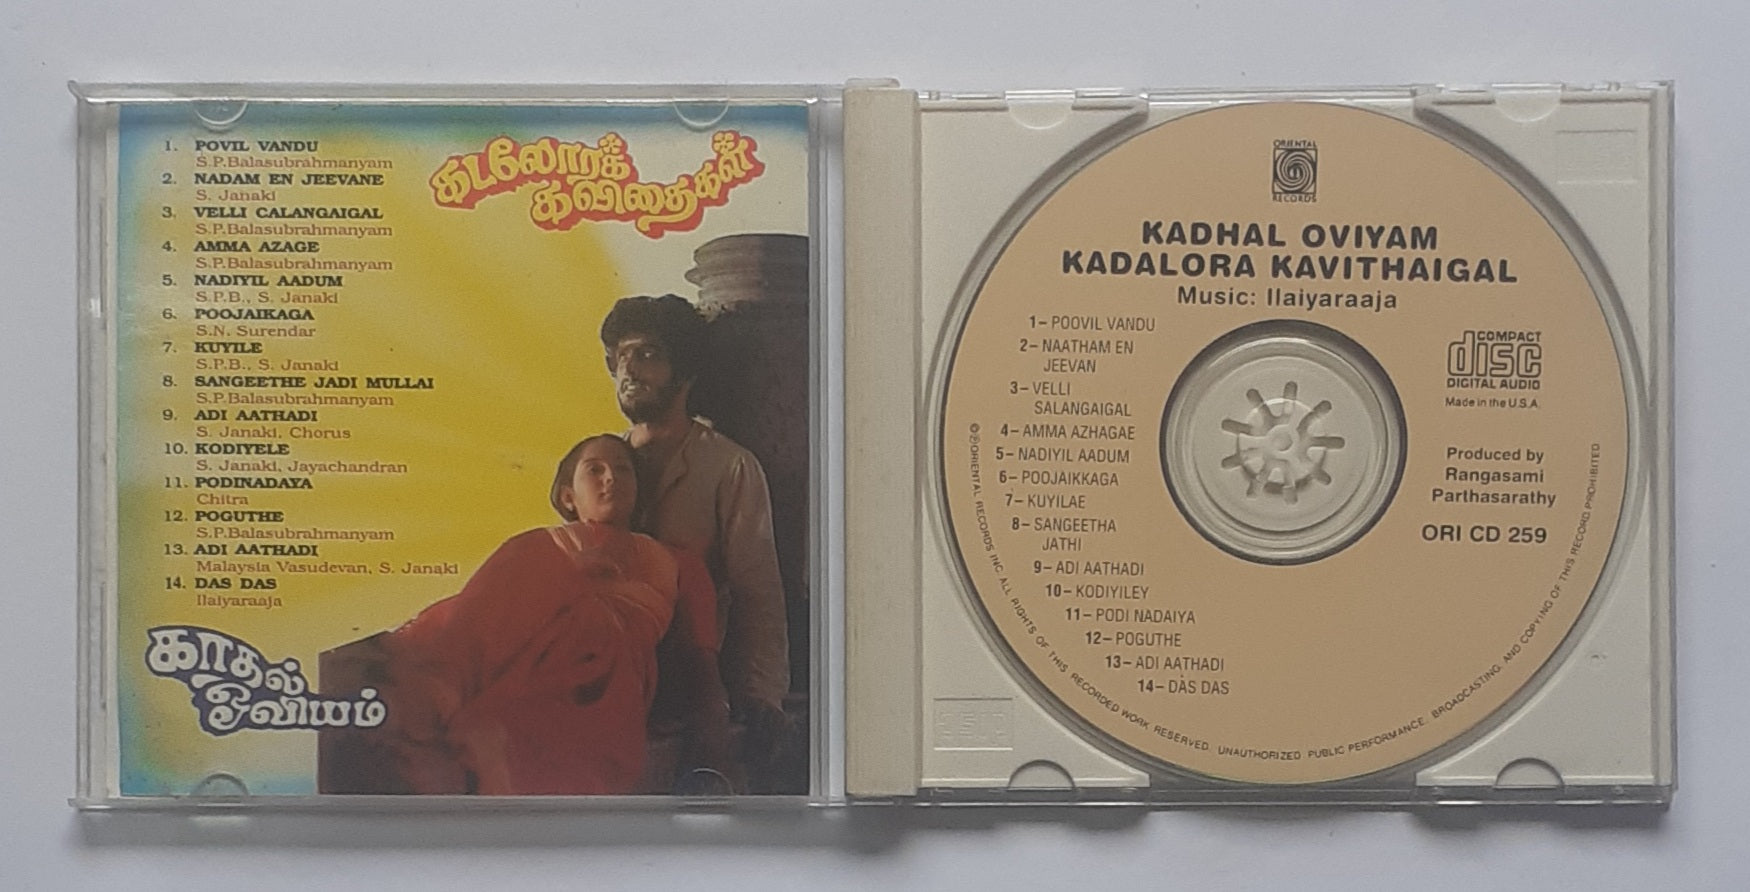 1. POVIL VANDU
S.P.Balasubrahmanyam
2. NADAM EN JEEVANE
S. Janaki
3. VELLI CALANGAIGAL
S.P.Balasubrahmanyam
4. AMMA AZAGE
S.P.Balasubrahmanyam
5. NADIYIL AADUM
S.P.B., S. Janaki
6. POOJAIKAGA
S.N. Surendar
7. KUYILE
S.P.B., S. Janaki
8. SANGEETHE JADI MULLAI
S.P.Balasubrahmanyam
9. ADI AATHADI
S. Janaki, Chorus
10. KODIYELE
S. Janaki, Jayachandran
11. PODINADAYA
Chitra
12. POGUTHE
S.P.Balasubrahmanyam
13. ADI AATHADI
Malaysia Vasudevan, S. Janaki
14. DAS DAS
Ilaiyaraaja
கடலோரக்
கவிதைகள்
காதல்
ஓவியம்
ORIENTAL
RECORDS
KADHAL OVIYAM
KADALORA KAVITHAIGAL
Music: Ilaiyaraaja
1– POOVIL VANDU
2– NAATHAM EN
JEEVAN
3– VELLI
SALANGAIGAL
4– AMMA AZHAGAE
5– NADIYIL AADUM
6– POOJAIKKAGA
7– KUYILAE
8– SANGEETHA
JATHI
9– ADI AATHADI
10– KODIYILEY
11– PODI NADAIYA
12– POGUTHE
13– ADI AATHADI
14– DAS DAS
COMPACT
disc
DIGITAL AUDIO
Made in the U.S.A.
Produced by
Rangasami
Parthasarathy
ORI CD 259
©℗ORIENTAL RECORDS INC. ALL RIGHTS OF THIS RECORDED WORK RESERVED. UNAUTHORIZED PUBLIC PERFORMANCE, BROADCASTING, AND COPYING OF THIS RECORD PROHIBITED